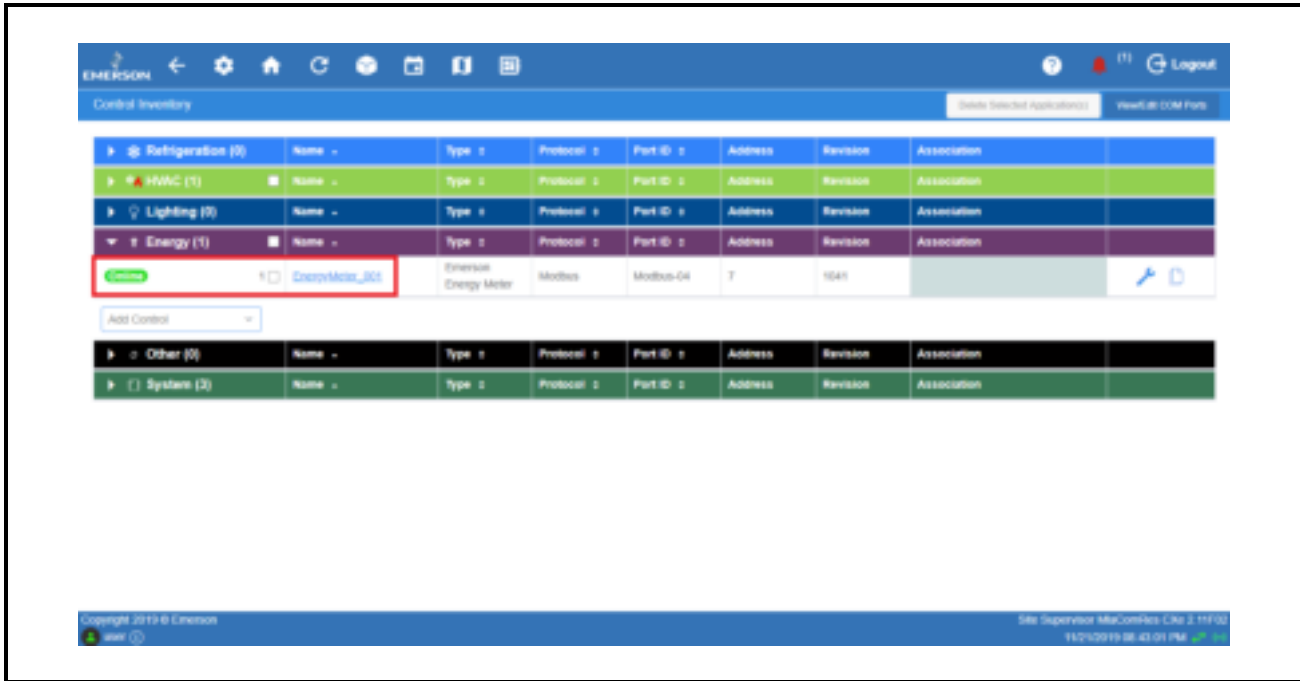 EMERSON
(1) Logout
Control Inventory Delete Selected Application(s) View/Edit COM Ports
Refrigeration (0) Name Type Protocol Port ID Address Revision Association
HVAC (1) Name Type Protocol Port ID Address Revision Association
Lighting (0) Name Type Protocol Port ID Address Revision Association
Energy (1) Name Type Protocol Port ID Address Revision Association
Online 1 EnergyMeter_001 Emerson Energy Meter Modbus Modbus-04 7 1041
Add Control
Other (0) Name Type Protocol Port ID Address Revision Association
System (3) Name Type Protocol Port ID Address Revision Association
Copyright 2019 © Emerson Site Supervisor
user 11/21/2019 08:43:01 PM